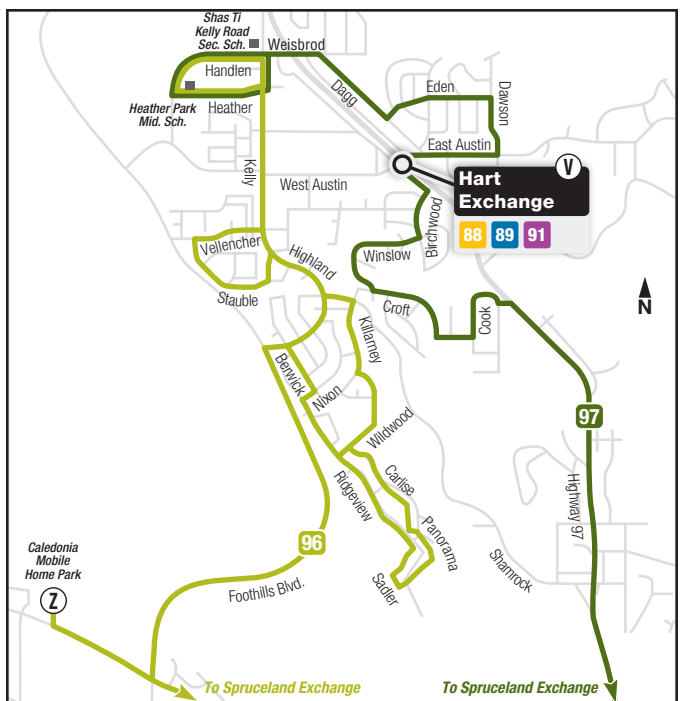 Shas Ti
Kelly Road
Sec. Sch.
Weisbrod
Handlen
Heather Park
Mid. Sch.
Heather
Dagg
Eden
Dawson
East Austin
Kelly
West Austin
V
Hart
Exchange
88 89 91
Birchwood
Vellencher
Highland
Winslow
Stauble
Croft
Cook
N
Killarney
Berwick
Nixon
97
Wildwood
Carlise
Ridgeview
Highway 97
Panorama
96
Shamrock
Caledonia
Mobile
Home Park
Z
Foothills Blvd.
Sadler
To Spruceland Exchange
To Spruceland Exchange